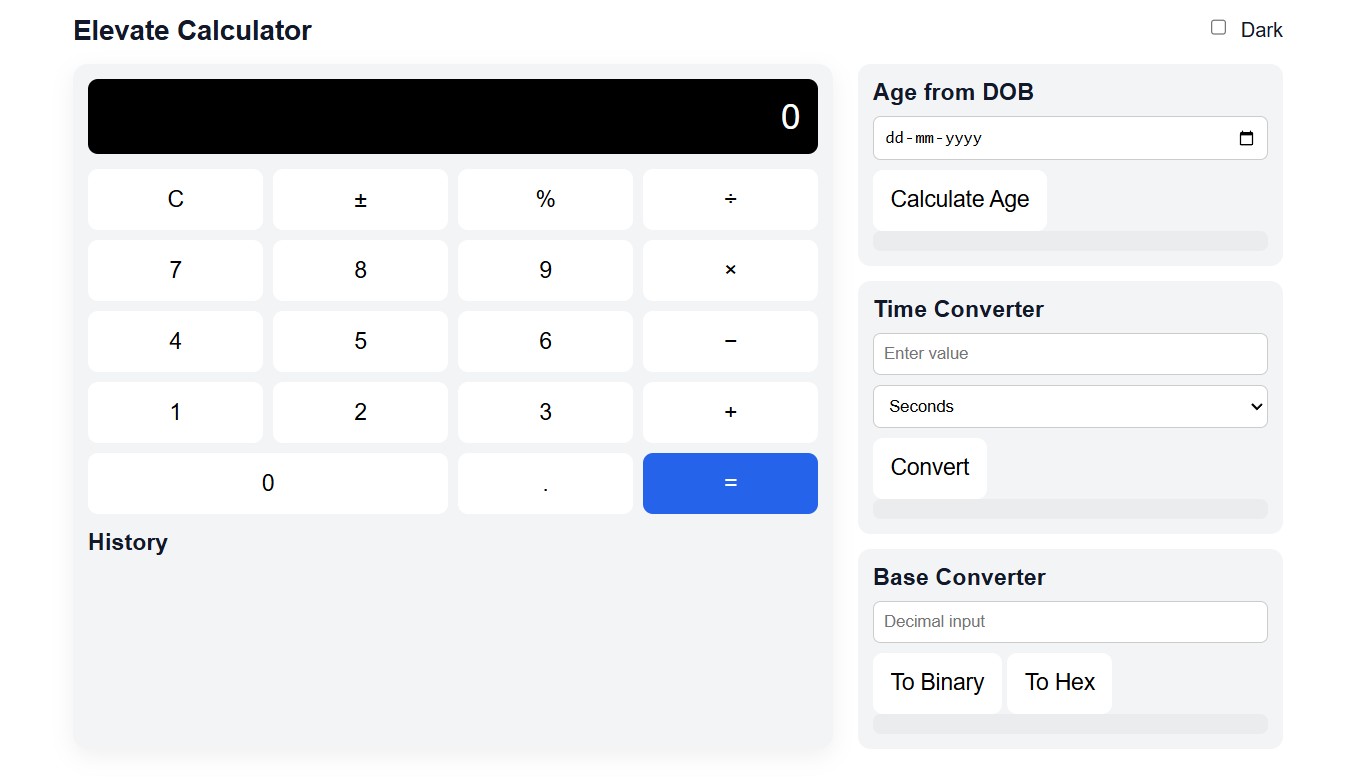 Elevate Calculator
Dark
0
C ± % ÷
7 8 9 ×
4 5 6 −
1 2 3 +
0 . =
History
Age from DOB
dd-mm-yyyy
Calculate Age
Time Converter
Enter value
Seconds
Convert
Base Converter
Decimal input
To Binary To Hex